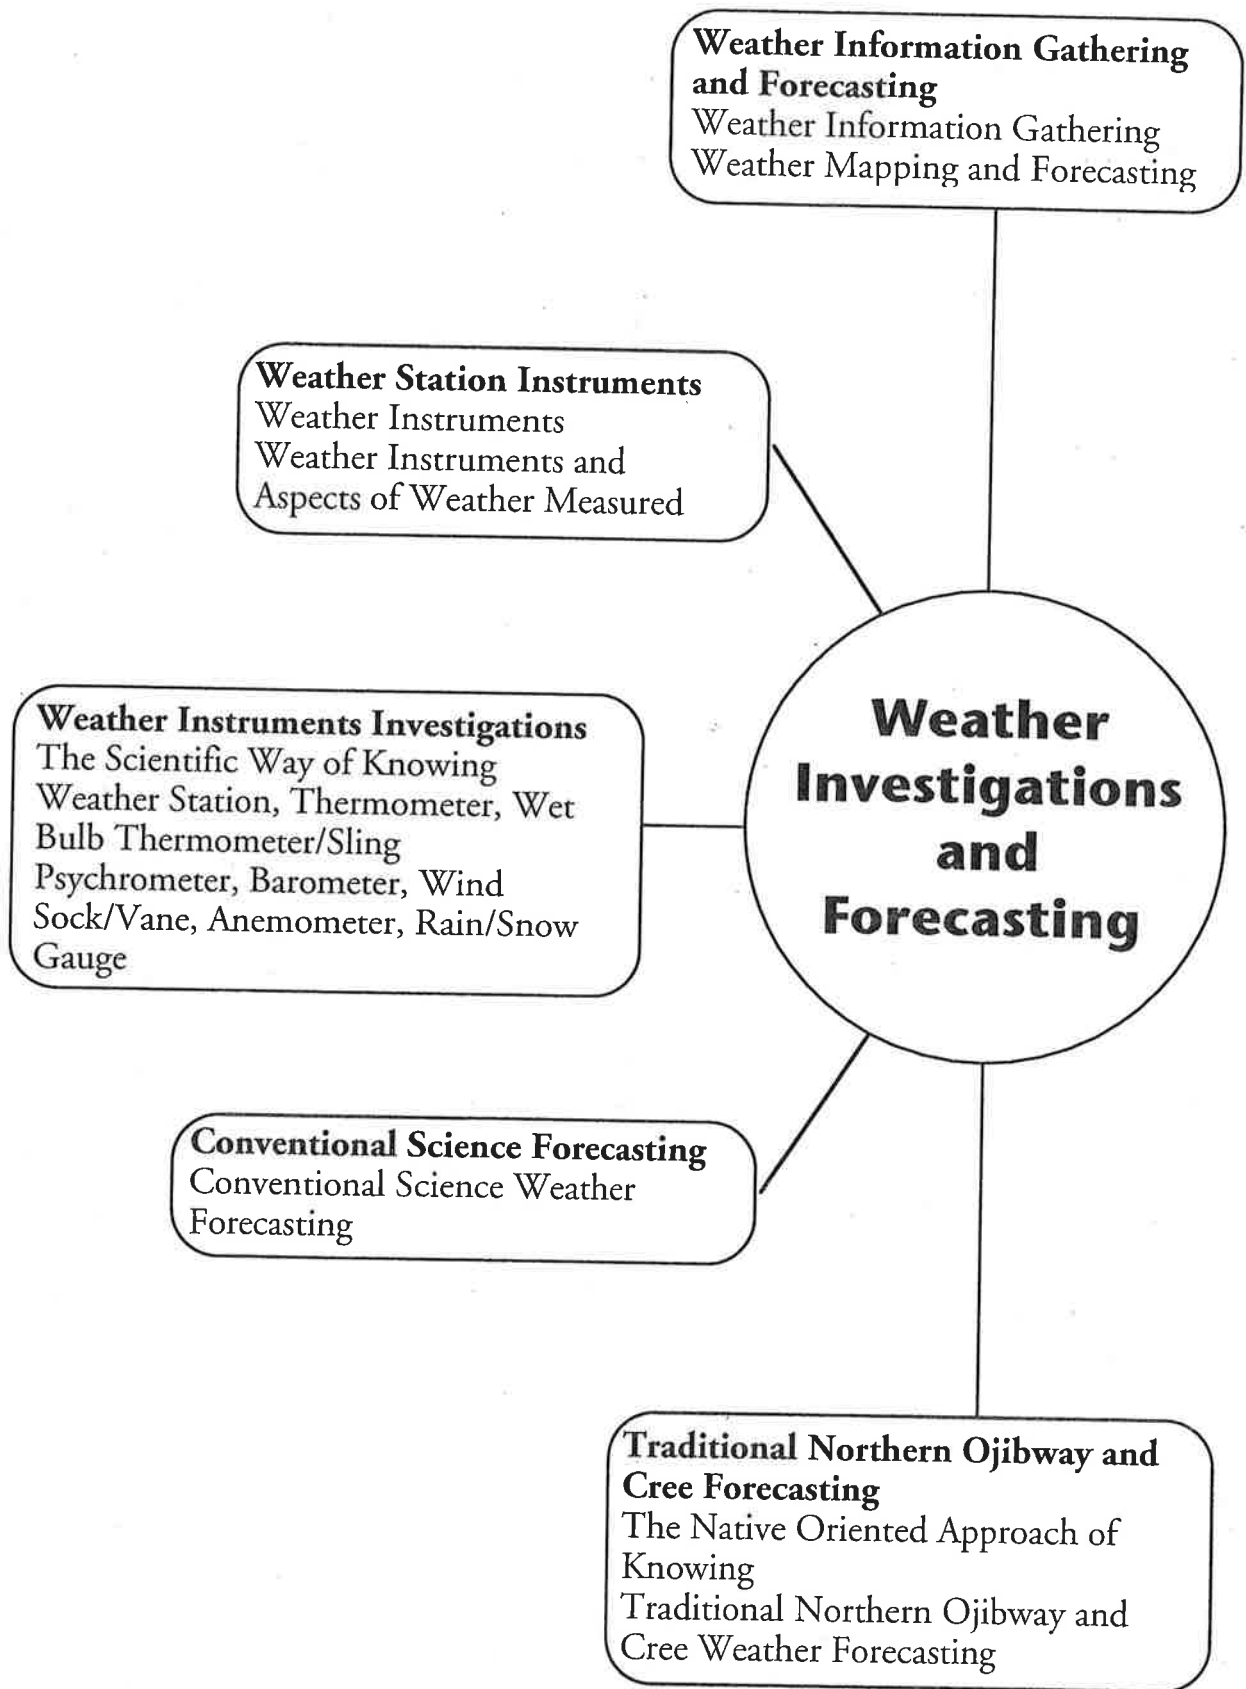 Weather Information Gathering
and Forecasting
Weather Information Gathering
Weather Mapping and Forecasting
Weather Station Instruments
Weather Instruments
Weather Instruments and
Aspects of Weather Measured
Weather Instruments Investigations
The Scientific Way of Knowing
Weather Station, Thermometer, Wet
Bulb Thermometer/Sling
Psychrometer, Barometer, Wind
Sock/Vane, Anemometer, Rain/Snow
Gauge
Weather
Investigations
and
Forecasting
Conventional Science Forecasting
Conventional Science Weather
Forecasting
Traditional Northern Ojibway and
Cree Forecasting
The Native Oriented Approach of
Knowing
Traditional Northern Ojibway and
Cree Weather Forecasting